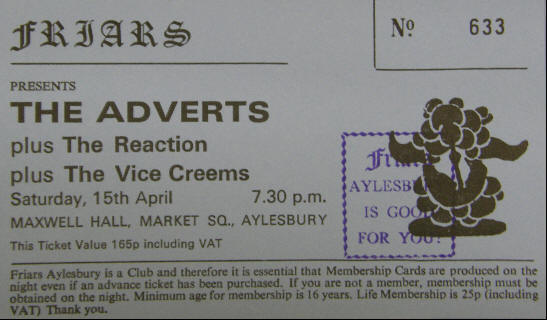 FRIARS
Nº 633
PRESENTS
THE ADVERTS
plus The Reaction
plus The Vice Creems
Saturday, 15th April 7.30 p.m.
MAXWELL HALL, MARKET SQ., AYLESBURY
This Ticket Value 165p including VAT
Friars
AYLESBURY
IS GOOD
FOR YOU!
Friars Aylesbury is a Club and therefore it is essential that Membership Cards are produced on the
night even if an advance ticket has been purchased. If you are not a member, membership must be
obtained on the night. Minimum age for membership is 16 years. Life Membership is 25p (including
VAT) Thank you.